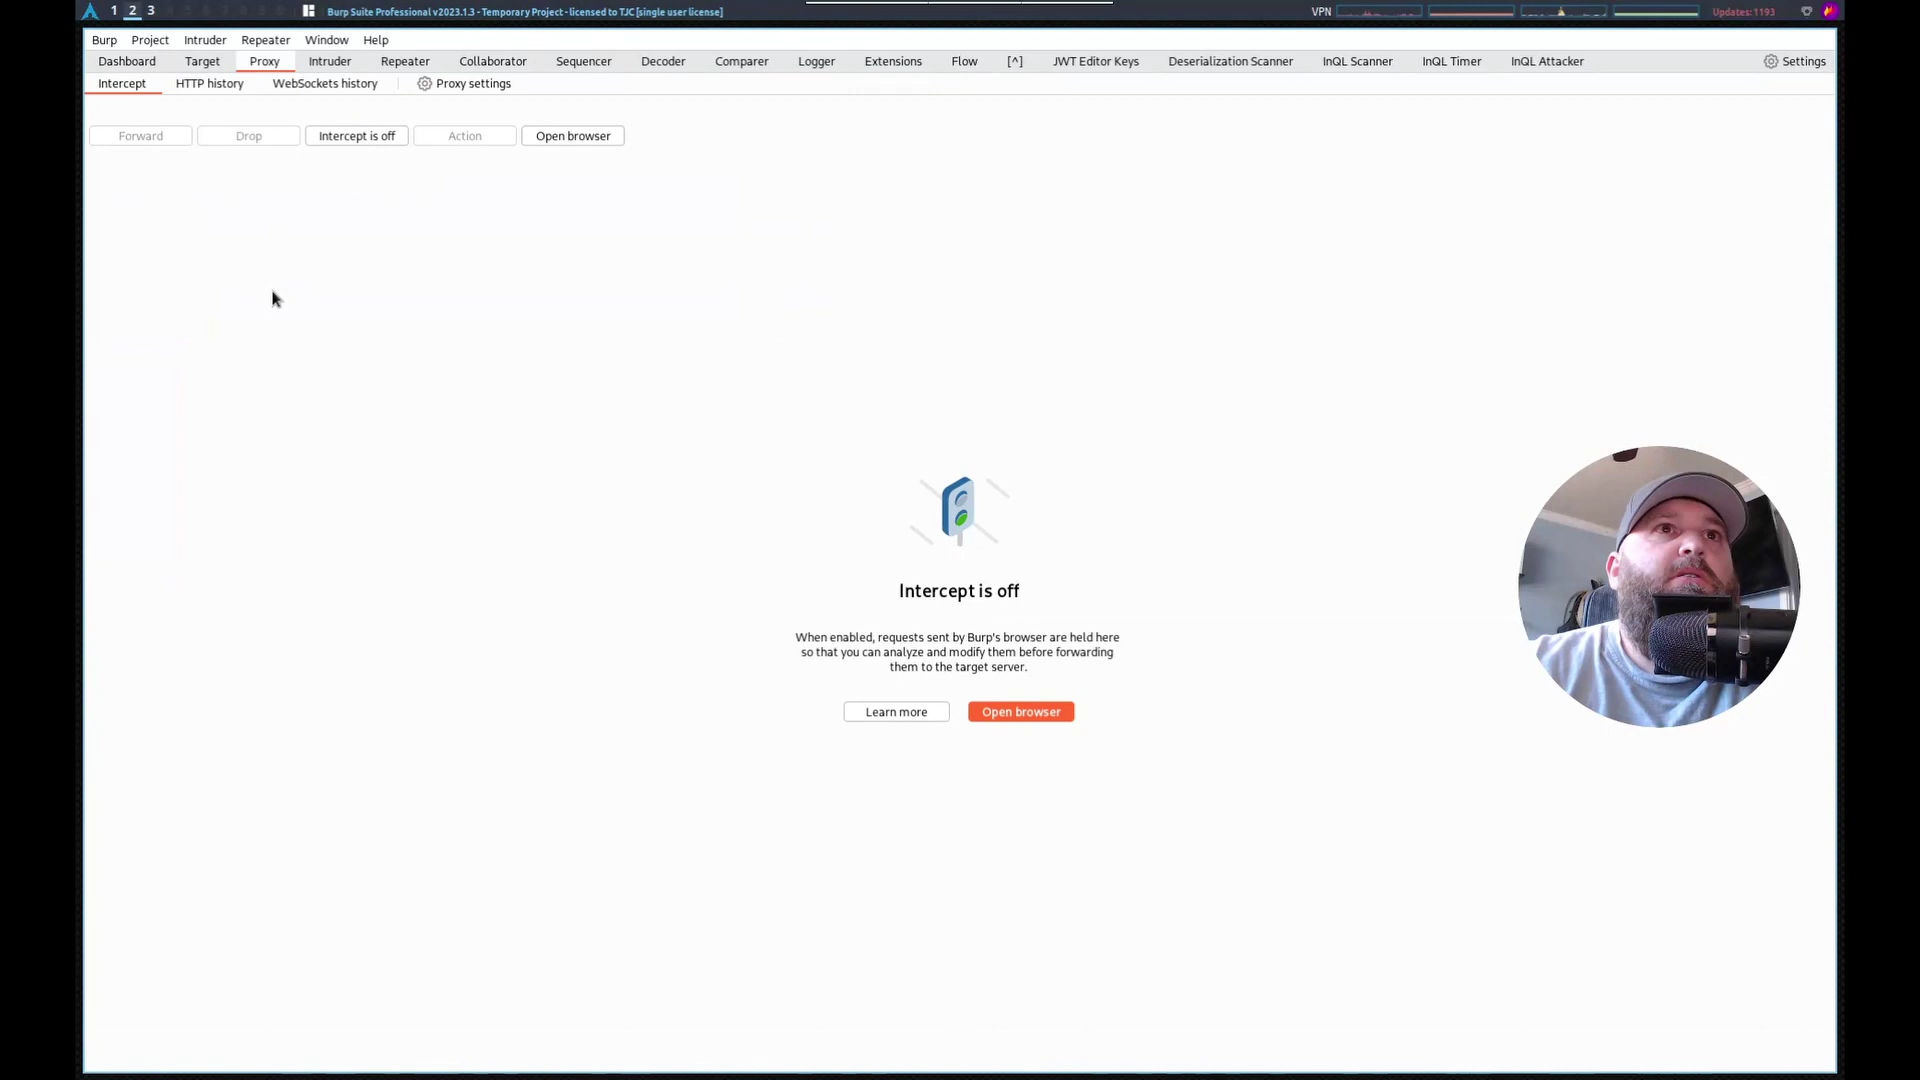 1 2 3 Burp Suite Professional v2023.1.3 - Temporary Project - licensed to TJC [single user license] VPN Updates: 1193
Burp Project Intruder Repeater Window Help
Dashboard Target Proxy Intruder Repeater Collaborator Sequencer Decoder Comparer Logger Extensions Flow [^] JWT Editor Keys Deserialization Scanner InQL Scanner InQL Timer InQL Attacker Settings
Intercept HTTP history WebSockets history Proxy settings
Forward Drop Intercept is off Action Open browser
Intercept is off
When enabled, requests sent by Burp's browser are held here
so that you can analyze and modify them before forwarding
them to the target server.
Learn more Open browser